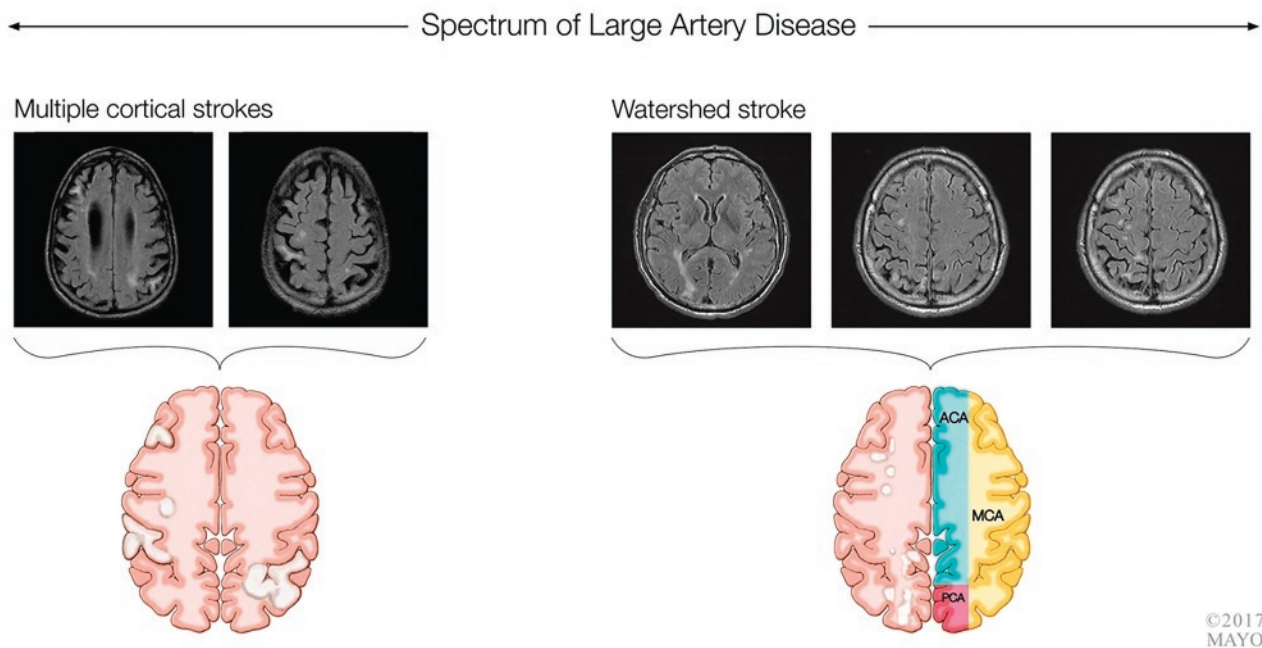 Spectrum of Large Artery Disease
Multiple cortical strokes
Watershed stroke
ACA
MCA
PCA
©2017
MAYO